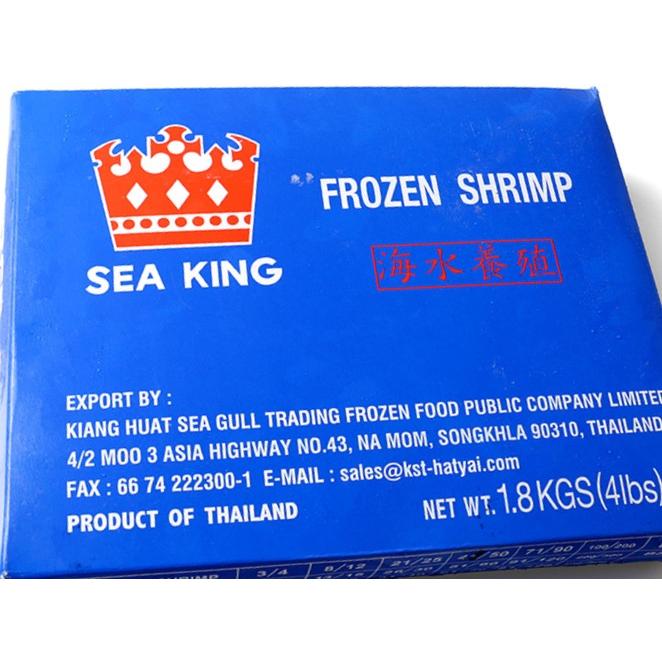 FROZEN SHRIMP
海水養殖
SEA KING
EXPORT BY :
KIANG HUAT SEA GULL TRADING FROZEN FOOD PUBLIC COMPANY LIMITED
4/2 MOO 3 ASIA HIGHWAY NO.43, NA MOM, SONGKHLA 90310, THAILAND
FAX : 66 74 222300-1 E-MAIL : sales@kst-hatyai.com
PRODUCT OF THAILAND
NET WT. 1.8 KGS (4lbs)
SHRIMP 3/4 8/12 21/25 41/50 71/90 100/200